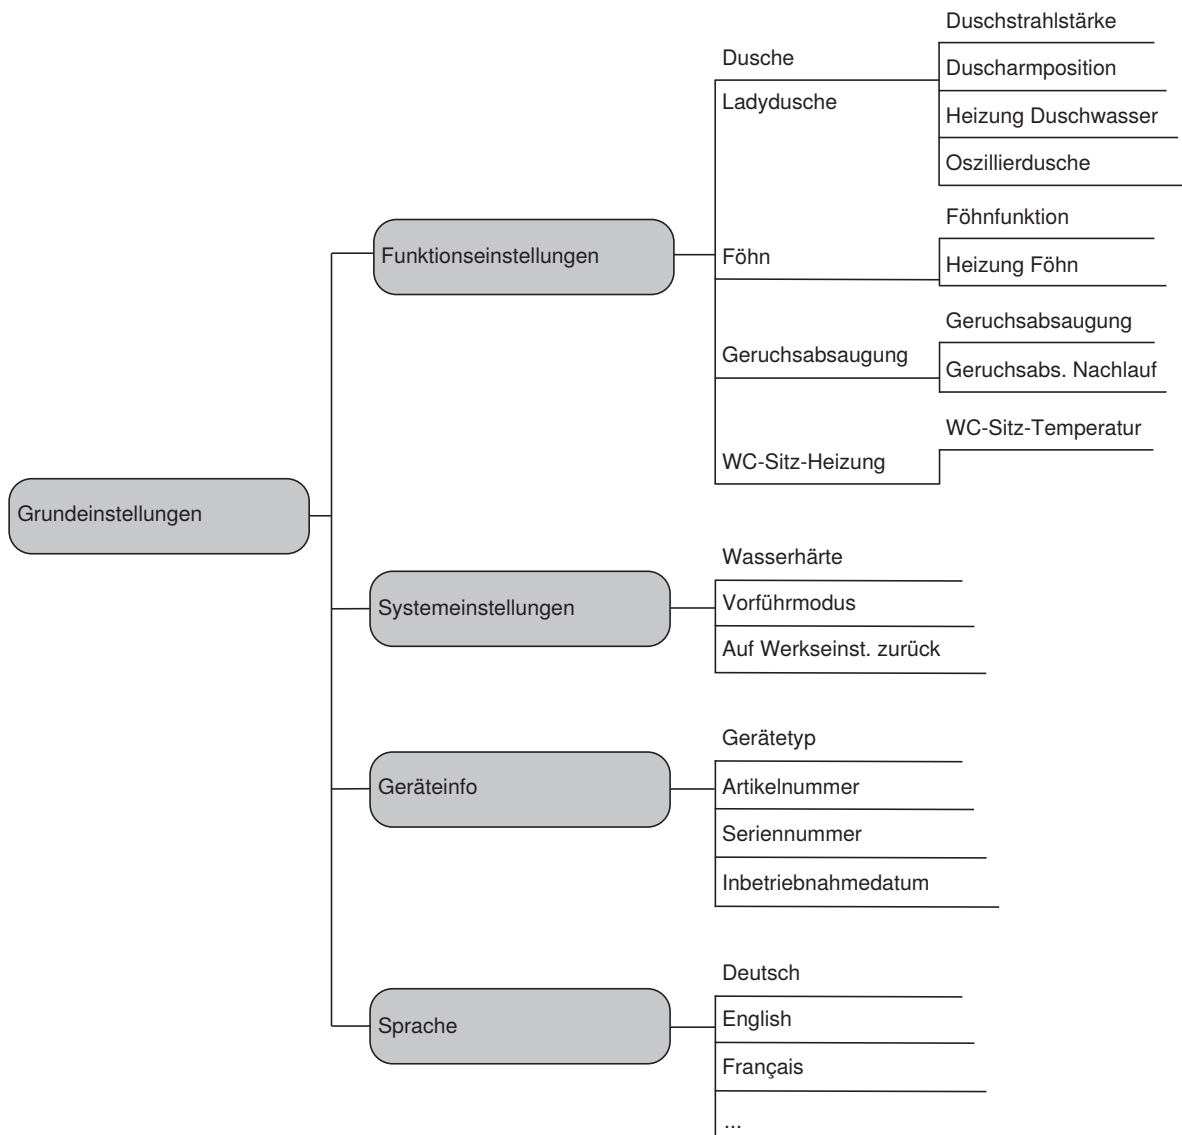 Grundeinstellungen
Funktionseinstellungen
Dusche
Ladydusche
Duschstrahlstärke
Duscharmposition
Heizung Duschwasser
Oszillierdusche
Föhn
Föhnfunktion
Heizung Föhn
Geruchsabsaugung
Geruchsabsaugung
Geruchsabs. Nachlauf
WC-Sitz-Heizung
WC-Sitz-Temperatur
Systemeinstellungen
Wasserhärte
Vorführmodus
Auf Werkseinst. zurück
Geräteinfo
Gerätetyp
Artikelnummer
Seriennummer
Inbetriebnahmedatum
Sprache
Deutsch
English
Français
...